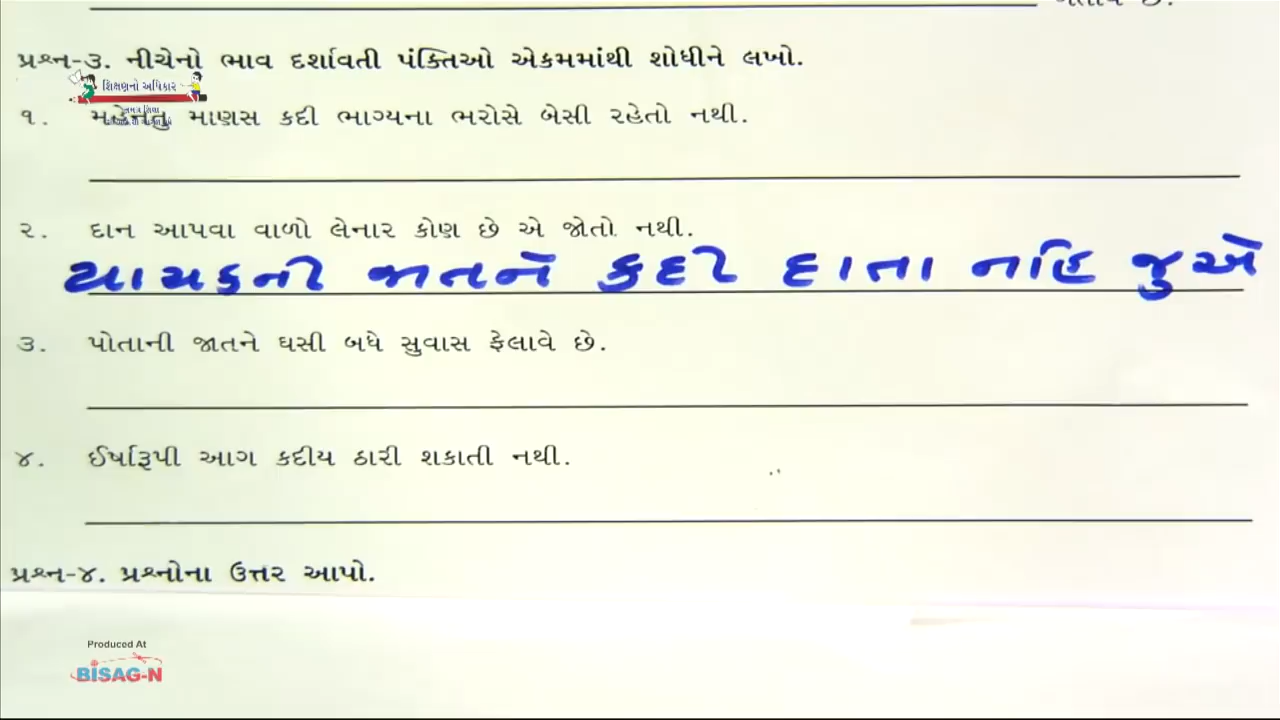 પ્રશ્ન-૩. નીચેનો ભાવ દર્શાવતી પંક્તિઓ એકમમાંથી શોધીને લખો.
શિક્ષણનો અધિકાર
૧. મહેનતુ માણસ કદી ભાગ્યના ભરોસે બેસી રહેતો નથી.
૨. દાન આપવા વાળો લેનાર કોણ છે એ જોતો નથી.
યાચકની જાતને કદી દાતા નહિ જુએ
૩. પોતાની જાતને ઘસી બધે સુવાસ ફેલાવે છે.
૪. ઈર્ષારૂપી આગ કદીય ઠારી શકાતી નથી.
પ્રશ્ન-૪. પ્રશ્નોના ઉત્તર આપો.
Produced At
BISAG-N